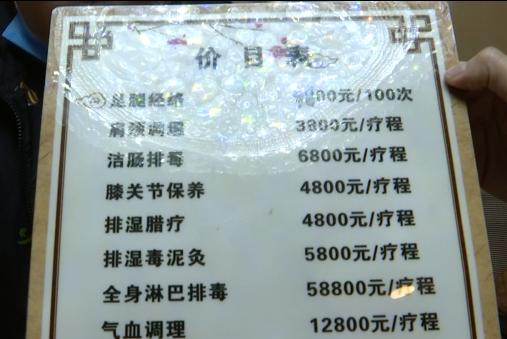 价目表
足腿经络 9800元/100次
肩颈调理 3800元/疗程
洁肠排毒 6800元/疗程
膝关节保养 4800元/疗程
排湿腊疗 4800元/疗程
排湿毒泥灸 5800元/疗程
全身淋巴排毒 58800元/疗程
气血调理 12800元/疗程